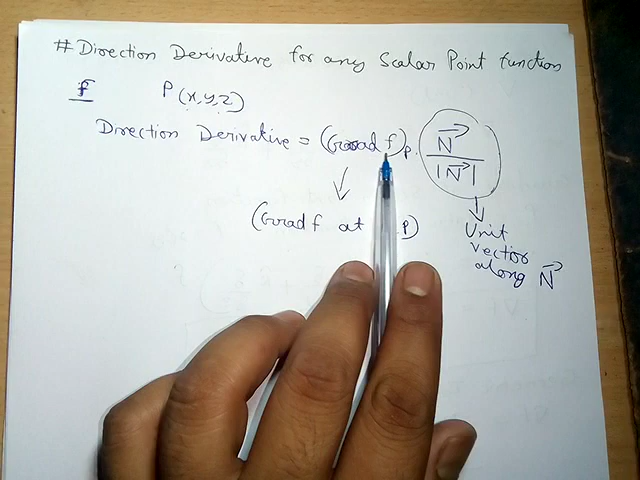 # Direction Derivative for any Scalar Point function
f P(x,y,z)
Direction Derivative = (Grad f)p. N→/|N→|
(Grad f at P)
Unit
vector
along N→